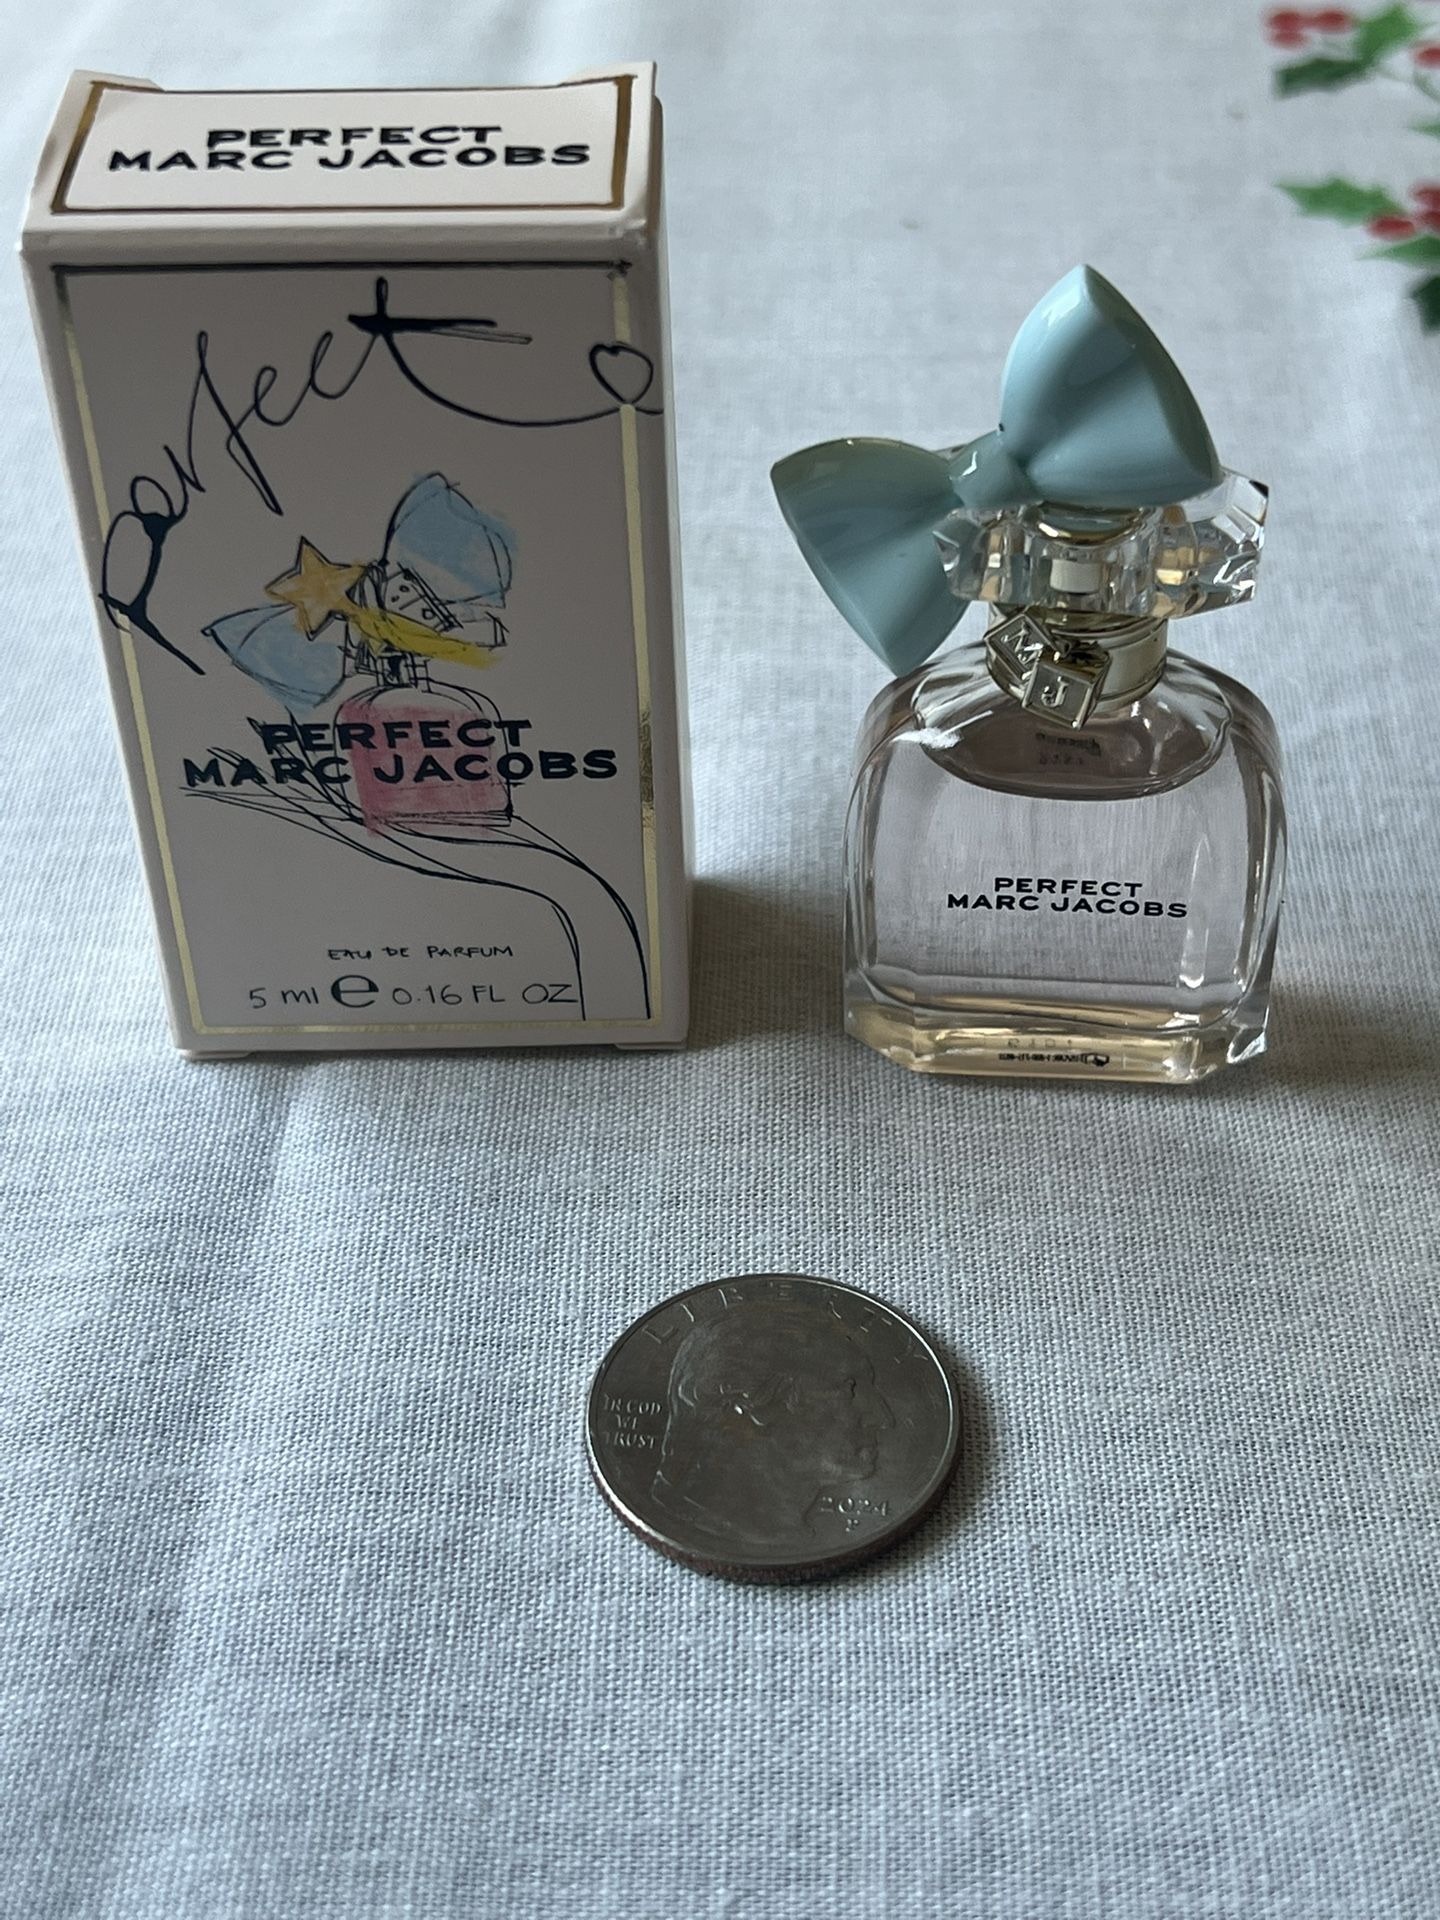 PERFECT
MARC JACOBS
perfect
PERFECT
MARC JACOBS
EAU DE PARFUM
5 ml e 0.16 FL OZ
M
J
PERFECT
MARC JACOBS
LIBERTY
IN GOD
WE
TRUST
2024
P